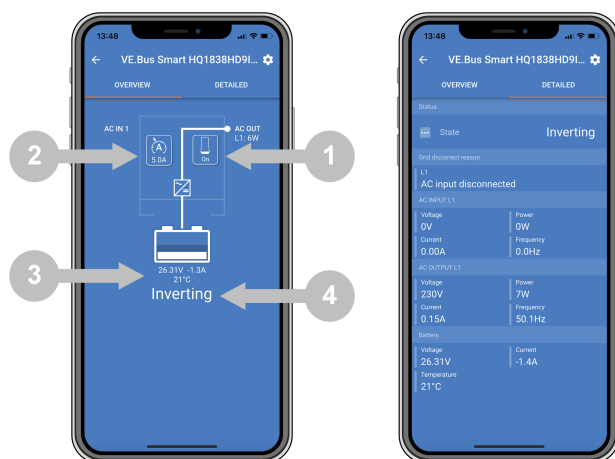 13:48
VE.Bus Smart HQ1838HD9I...
OVERVIEW DETAILED
AC IN 1
AC OUT
L1: 6W
5.0A
On
2
1
26.31V -1.3A
21°C
Inverting
3
4
13:48
VE.Bus Smart HQ1838HD9I...
OVERVIEW DETAILED
Status
State Inverting
Grid disconect reason
L1
AC input disconnected
AC INPUT L1
Voltage Power
0V 0W
Current Frequency
0.00A 0.0Hz
AC OUTPUT L1
Voltage Power
230V 7W
Current Frequency
0.15A 50.1Hz
Battery
Voltage Current
26.31V -1.4A
Temperature
21°C